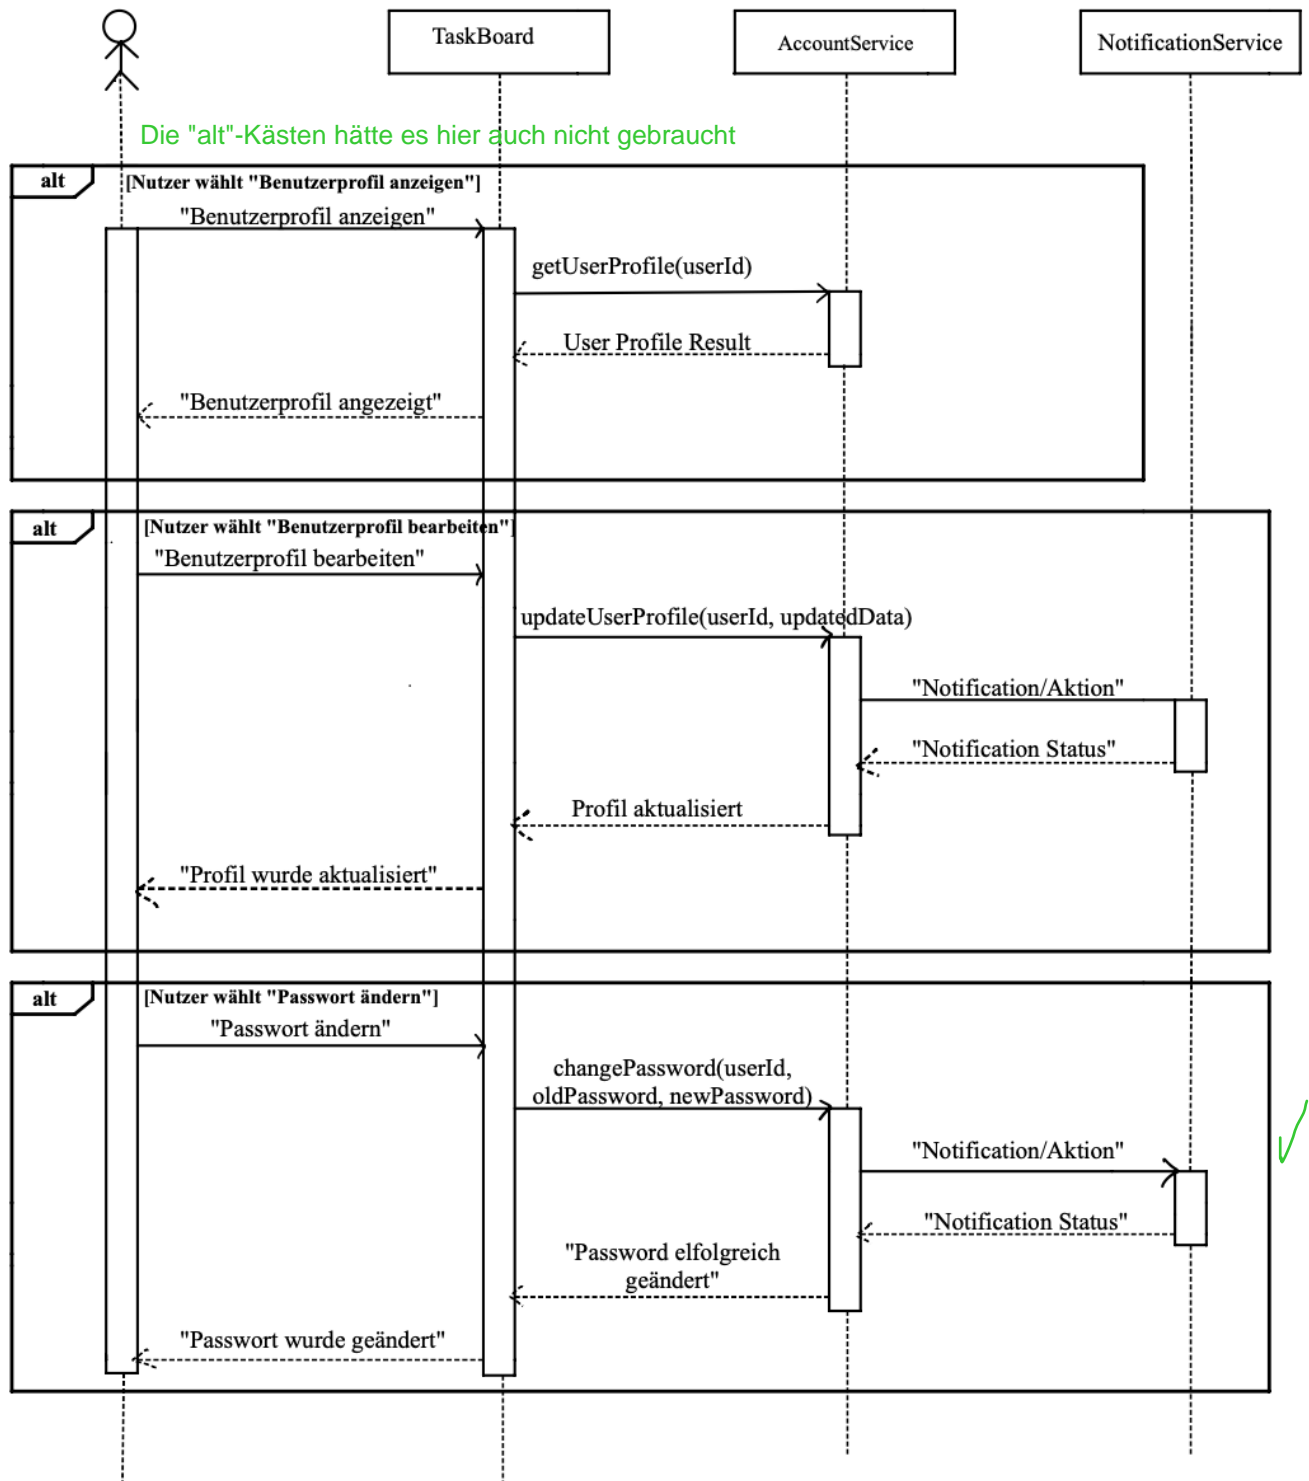 TaskBoard
AccountService
NotificationService
Die "alt"-Kästen hätte es hier auch nicht gebraucht
alt
[Nutzer wählt "Benutzerprofil anzeigen"]
"Benutzerprofil anzeigen"
getUserProfile(userId)
User Profile Result
"Benutzerprofil angezeigt"
alt
[Nutzer wählt "Benutzerprofil bearbeiten"]
"Benutzerprofil bearbeiten"
updateUserProfile(userId, updatedData)
"Notification/Aktion"
"Notification Status"
Profil aktualisiert
"Profil wurde aktualisiert"
alt
[Nutzer wählt "Passwort ändern"]
"Passwort ändern"
changePassword(userId,
oldPassword, newPassword)
"Notification/Aktion"
"Notification Status"
"Password elfolgreich
geändert"
"Passwort wurde geändert"